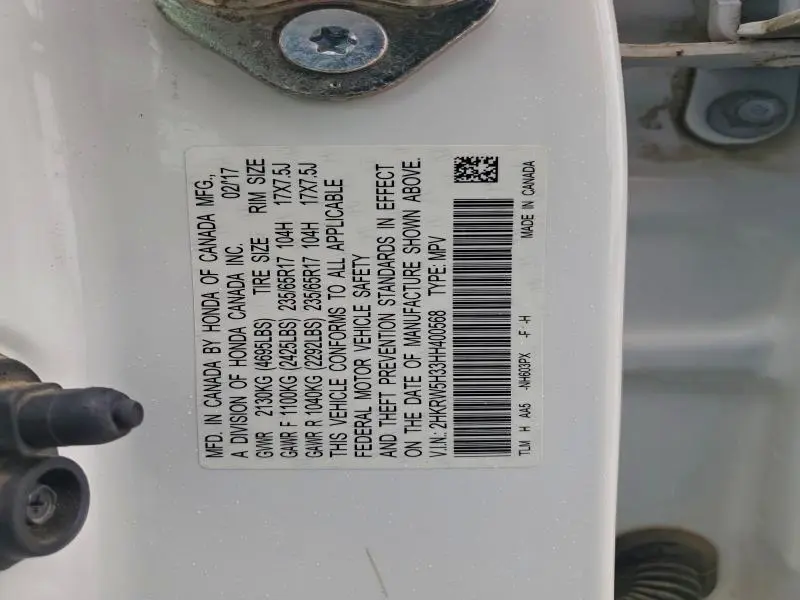 MFD. IN CANADA BY HONDA OF CANADA MFG.,
A DIVISION OF HONDA CANADA INC. 02/17
GVWR 2130KG (4695LBS) TIRE SIZE RIM SIZE
GAWR F 1100KG (2425LBS) 235/65R17 104H 17X7.5J
GAWR R 1040KG (2292LBS) 235/65R17 104H 17X7.5J
THIS VEHICLE CONFORMS TO ALL APPLICABLE
FEDERAL MOTOR VEHICLE SAFETY
AND THEFT PREVENTION STANDARDS IN EFFECT
ON THE DATE OF MANUFACTURE SHOWN ABOVE.
V.I.N: 2HKRW5H33HH400568 TYPE: MPV
TLM H AA5 -NH603PX -F -H MADE IN CANADA